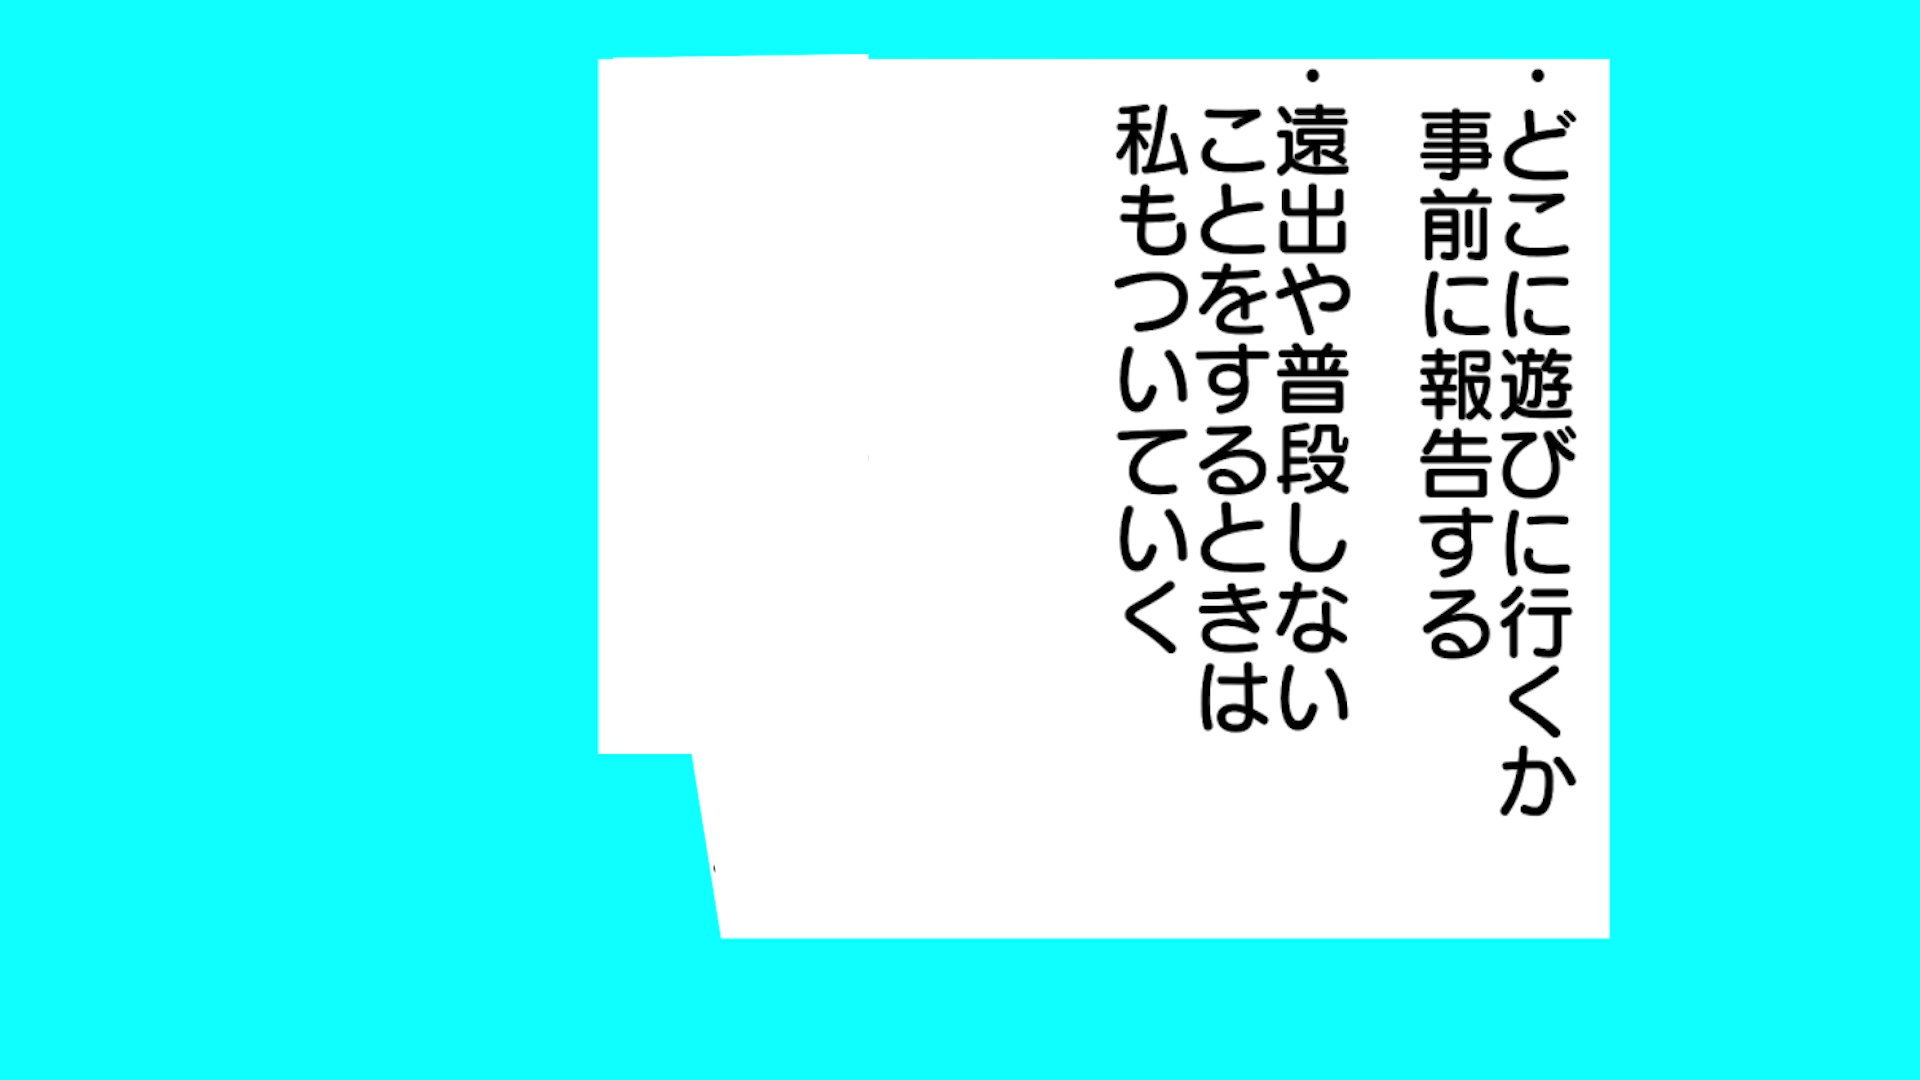 ・どこに遊びに行くか
事前に報告する
・遠出や普段しない
ことをするときは
私もついていく